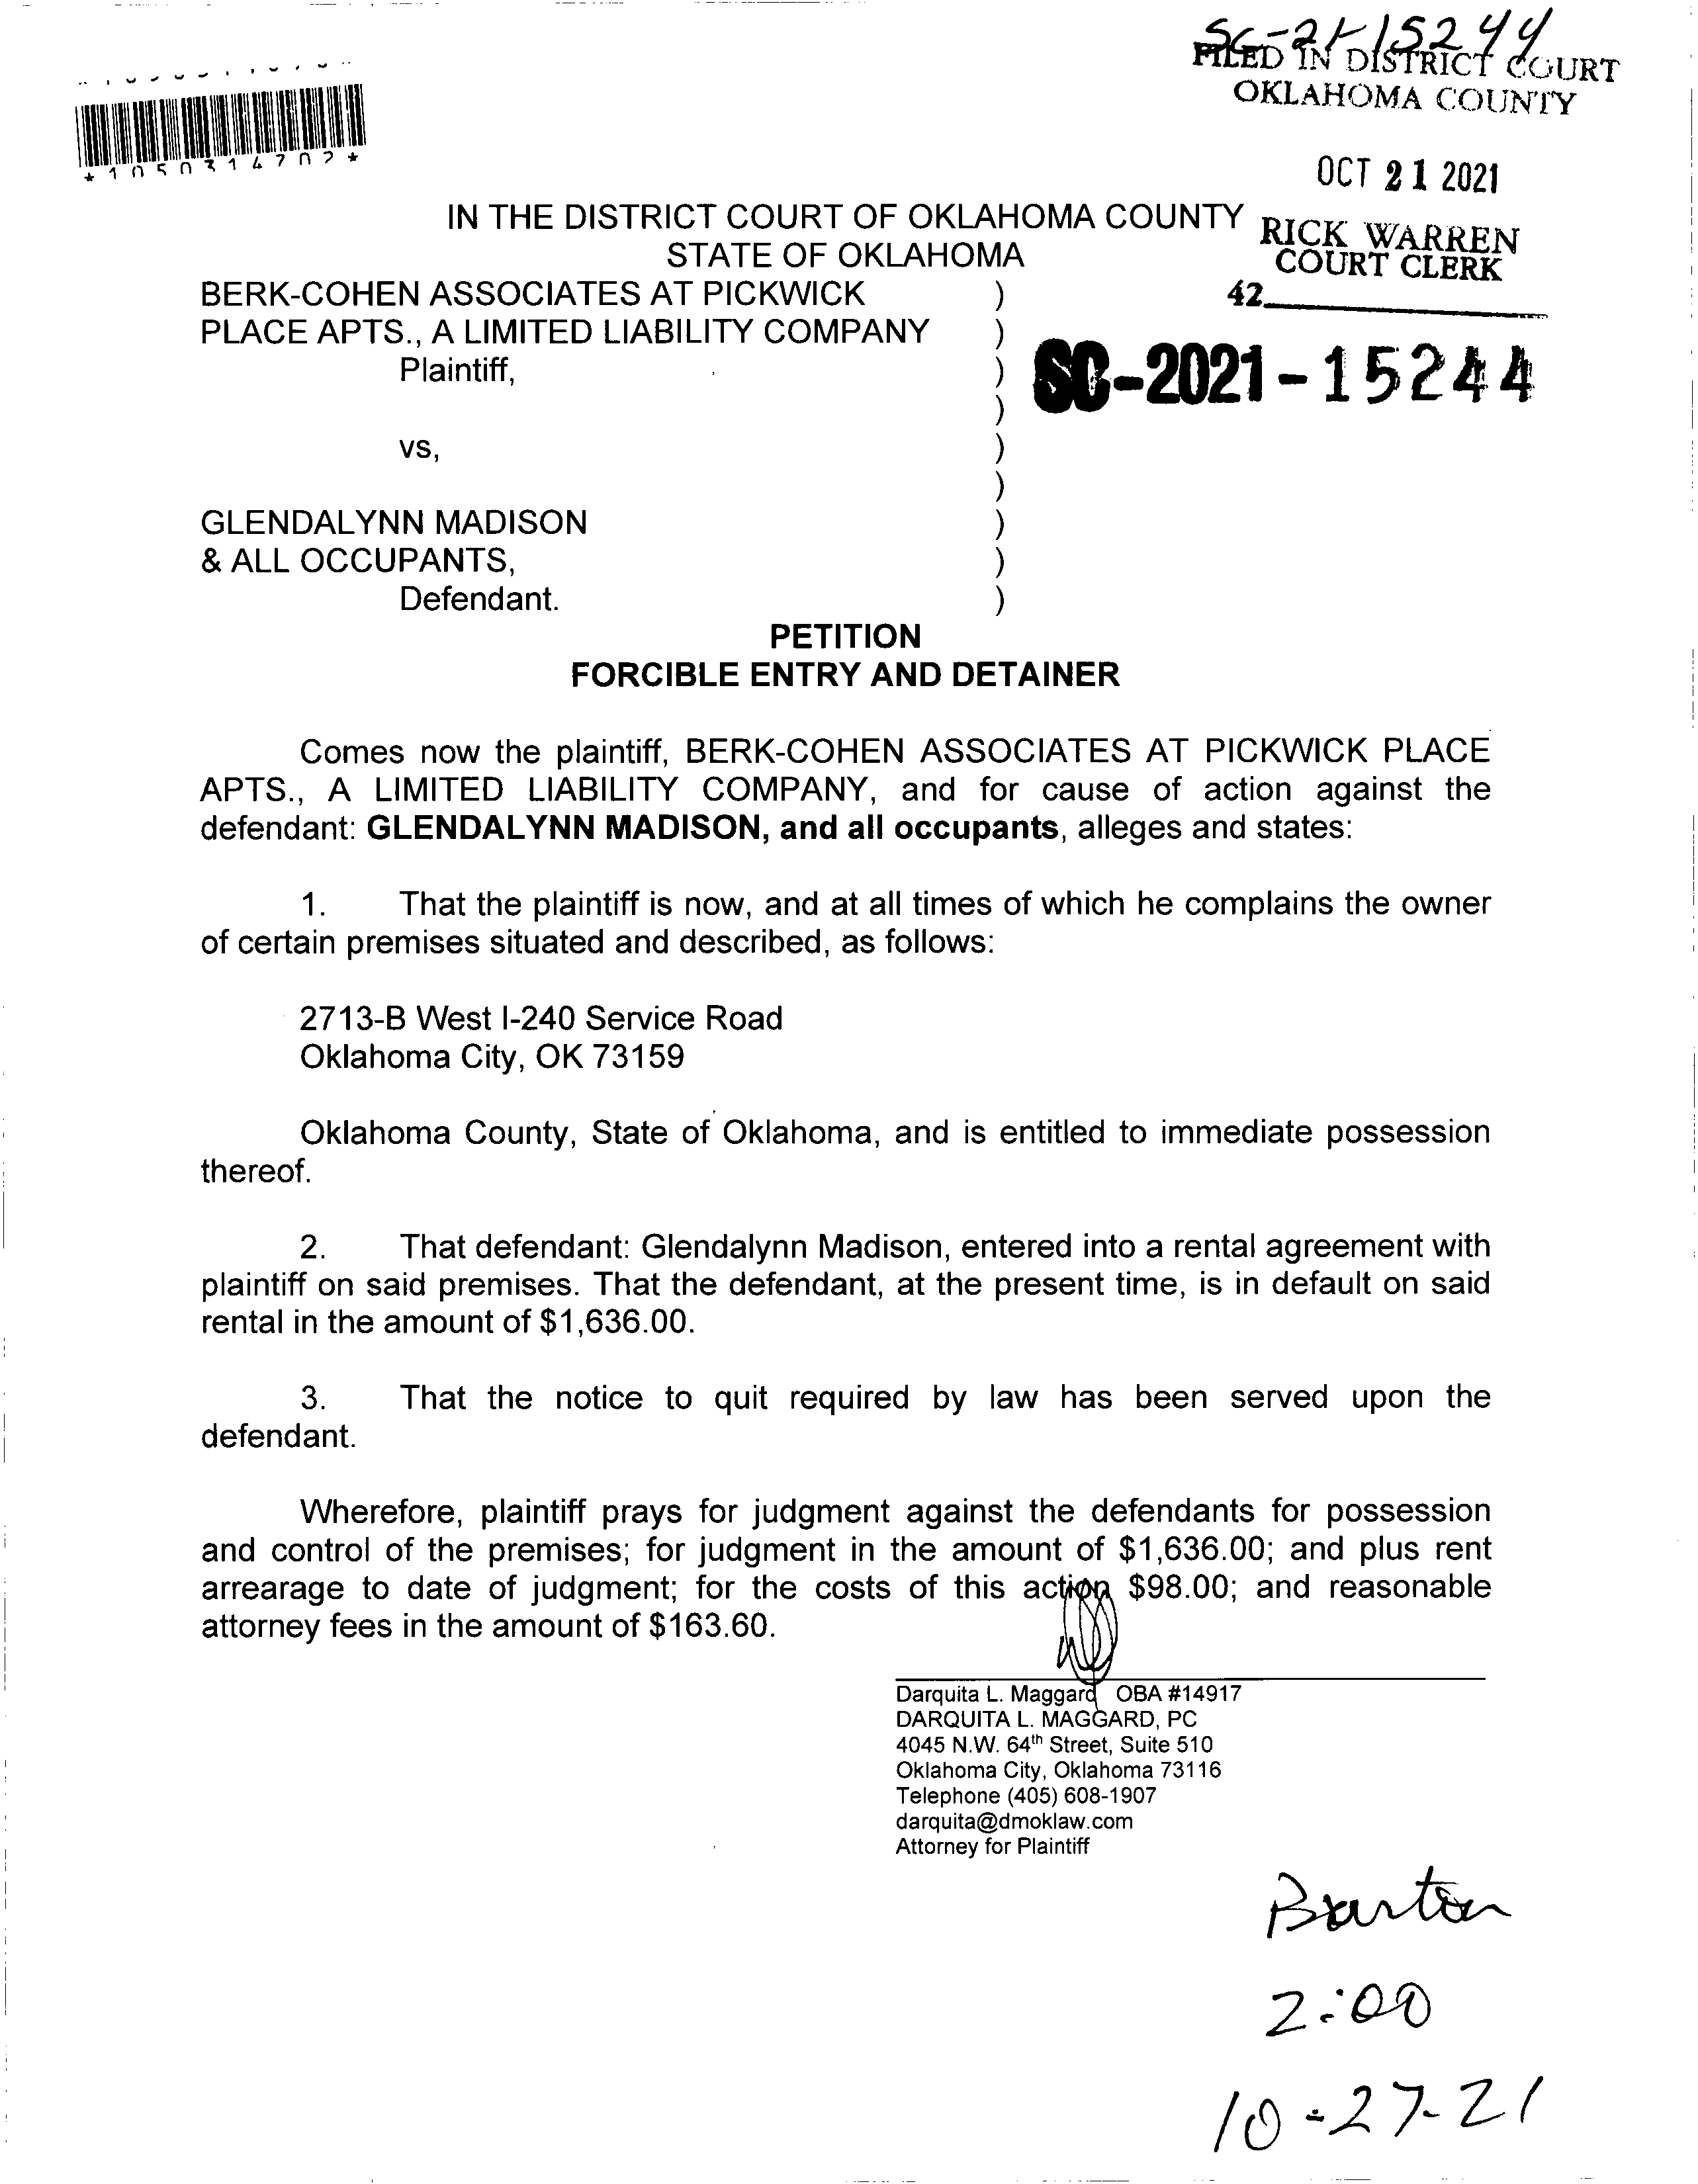 SC-21-15244
FILED IN DISTRICT COURT
OKLAHOMA COUNTY
*1050314702*
OCT 21 2021
IN THE DISTRICT COURT OF OKLAHOMA COUNTY
STATE OF OKLAHOMA
RICK WARREN
COURT CLERK
42
BERK-COHEN ASSOCIATES AT PICKWICK )
PLACE APTS., A LIMITED LIABILITY COMPANY )
Plaintiff, )
SC-2021-15244
)
vs, )
)
GLENDALYNN MADISON )
& ALL OCCUPANTS, )
Defendant. )
PETITION
FORCIBLE ENTRY AND DETAINER
Comes now the plaintiff, BERK-COHEN ASSOCIATES AT PICKWICK PLACE
APTS., A LIMITED LIABILITY COMPANY, and for cause of action against the
defendant: GLENDALYNN MADISON, and all occupants, alleges and states:
1. That the plaintiff is now, and at all times of which he complains the owner
of certain premises situated and described, as follows:
2713-B West I-240 Service Road
Oklahoma City, OK 73159
Oklahoma County, State of Oklahoma, and is entitled to immediate possession
thereof.
2. That defendant: Glendalynn Madison, entered into a rental agreement with
plaintiff on said premises. That the defendant, at the present time, is in default on said
rental in the amount of $1,636.00.
3. That the notice to quit required by law has been served upon the
defendant.
Wherefore, plaintiff prays for judgment against the defendants for possession
and control of the premises; for judgment in the amount of $1,636.00; and plus rent
arrearage to date of judgment; for the costs of this action $98.00; and reasonable
attorney fees in the amount of $163.60.
Darquita L. Maggard OBA #14917
DARQUITA L. MAGGARD, PC
4045 N.W. 64th Street, Suite 510
Oklahoma City, Oklahoma 73116
Telephone (405) 608-1907
darquita@dmoklaw.com
Attorney for Plaintiff
Barton
2:00
10-27-21